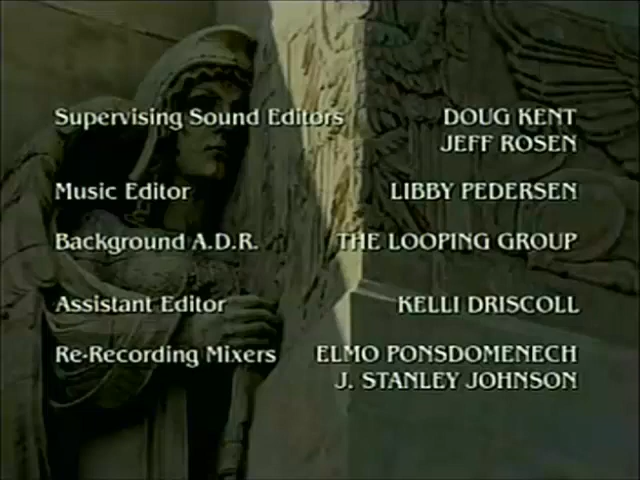 Supervising Sound Editors DOUG KENT
JEFF ROSEN
Music Editor LIBBY PEDERSEN
Background A.D.R. THE LOOPING GROUP
Assistant Editor KELLI DRISCOLL
Re-Recording Mixers ELMO PONSDOMENECH
J. STANLEY JOHNSON